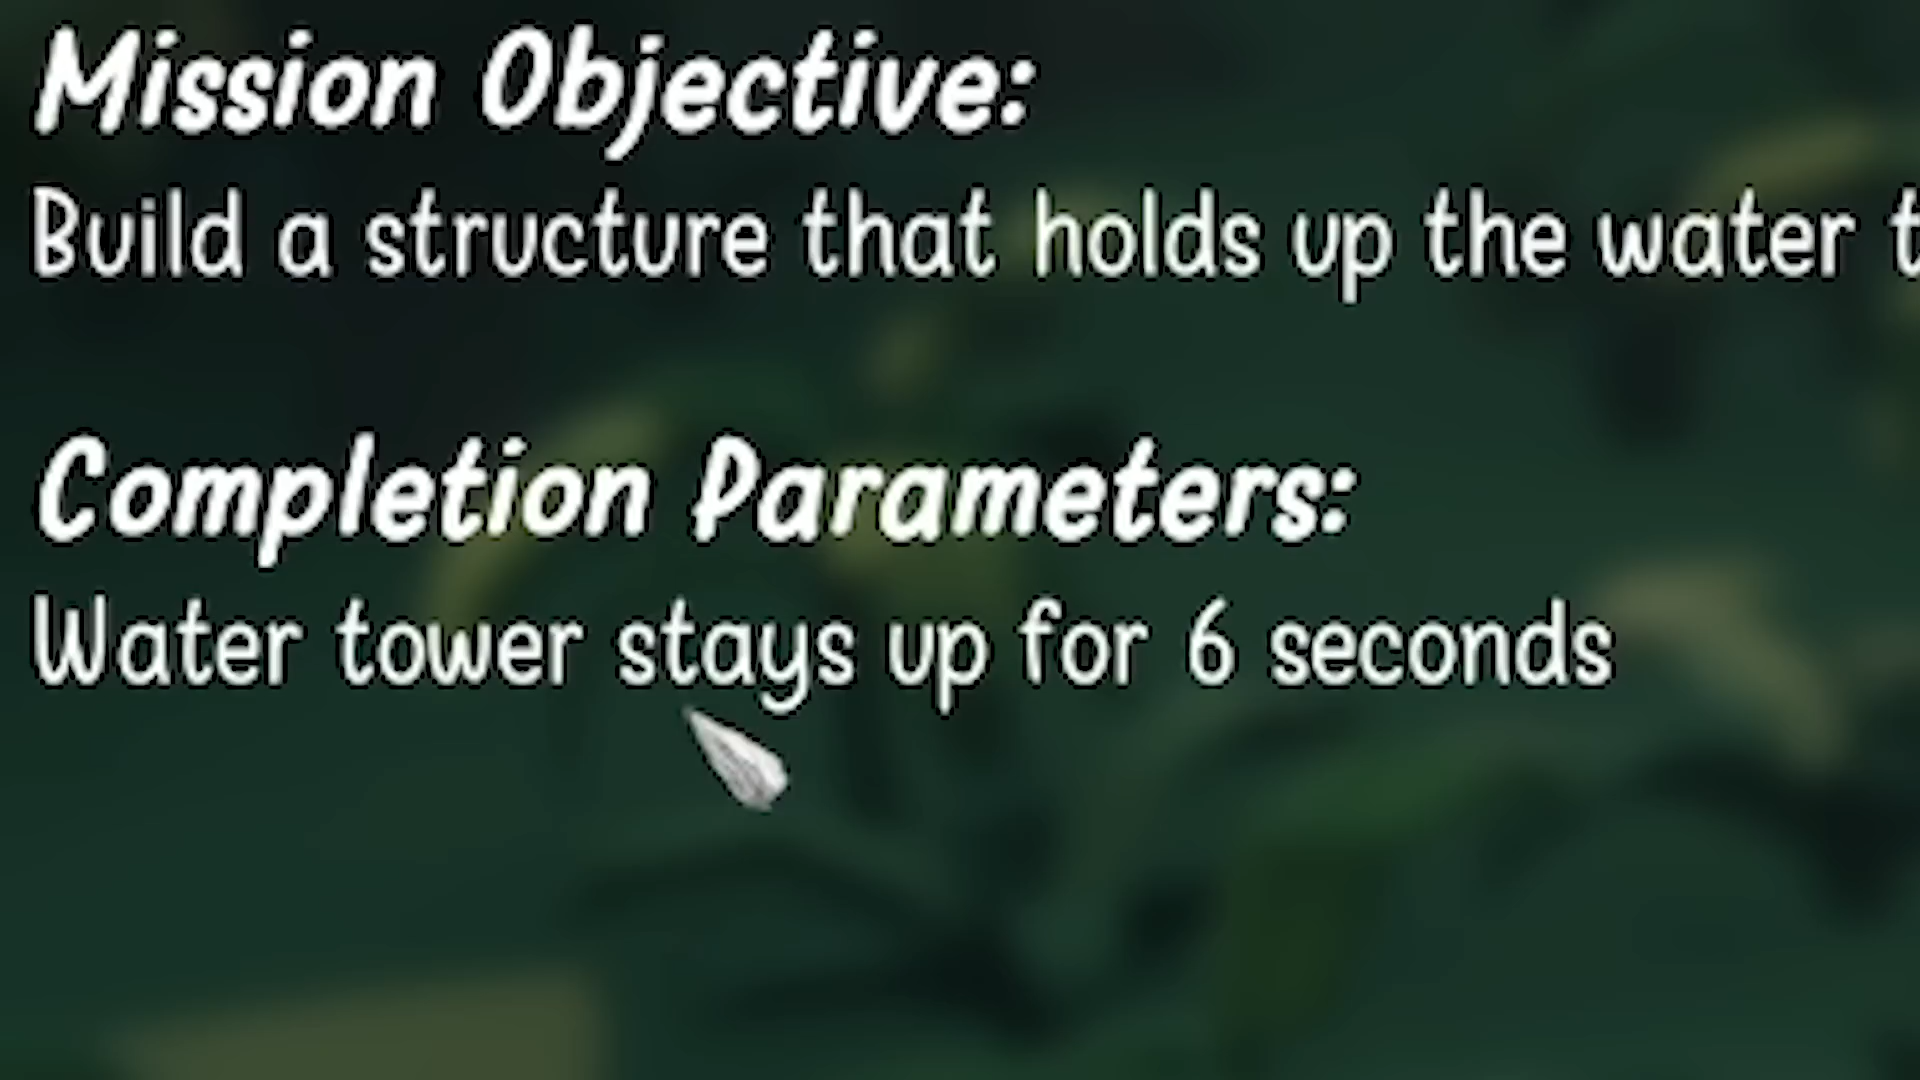 Mission Objective:
Build a structure that holds up the water
Completion Parameters:
Water tower stays up for 6 seconds